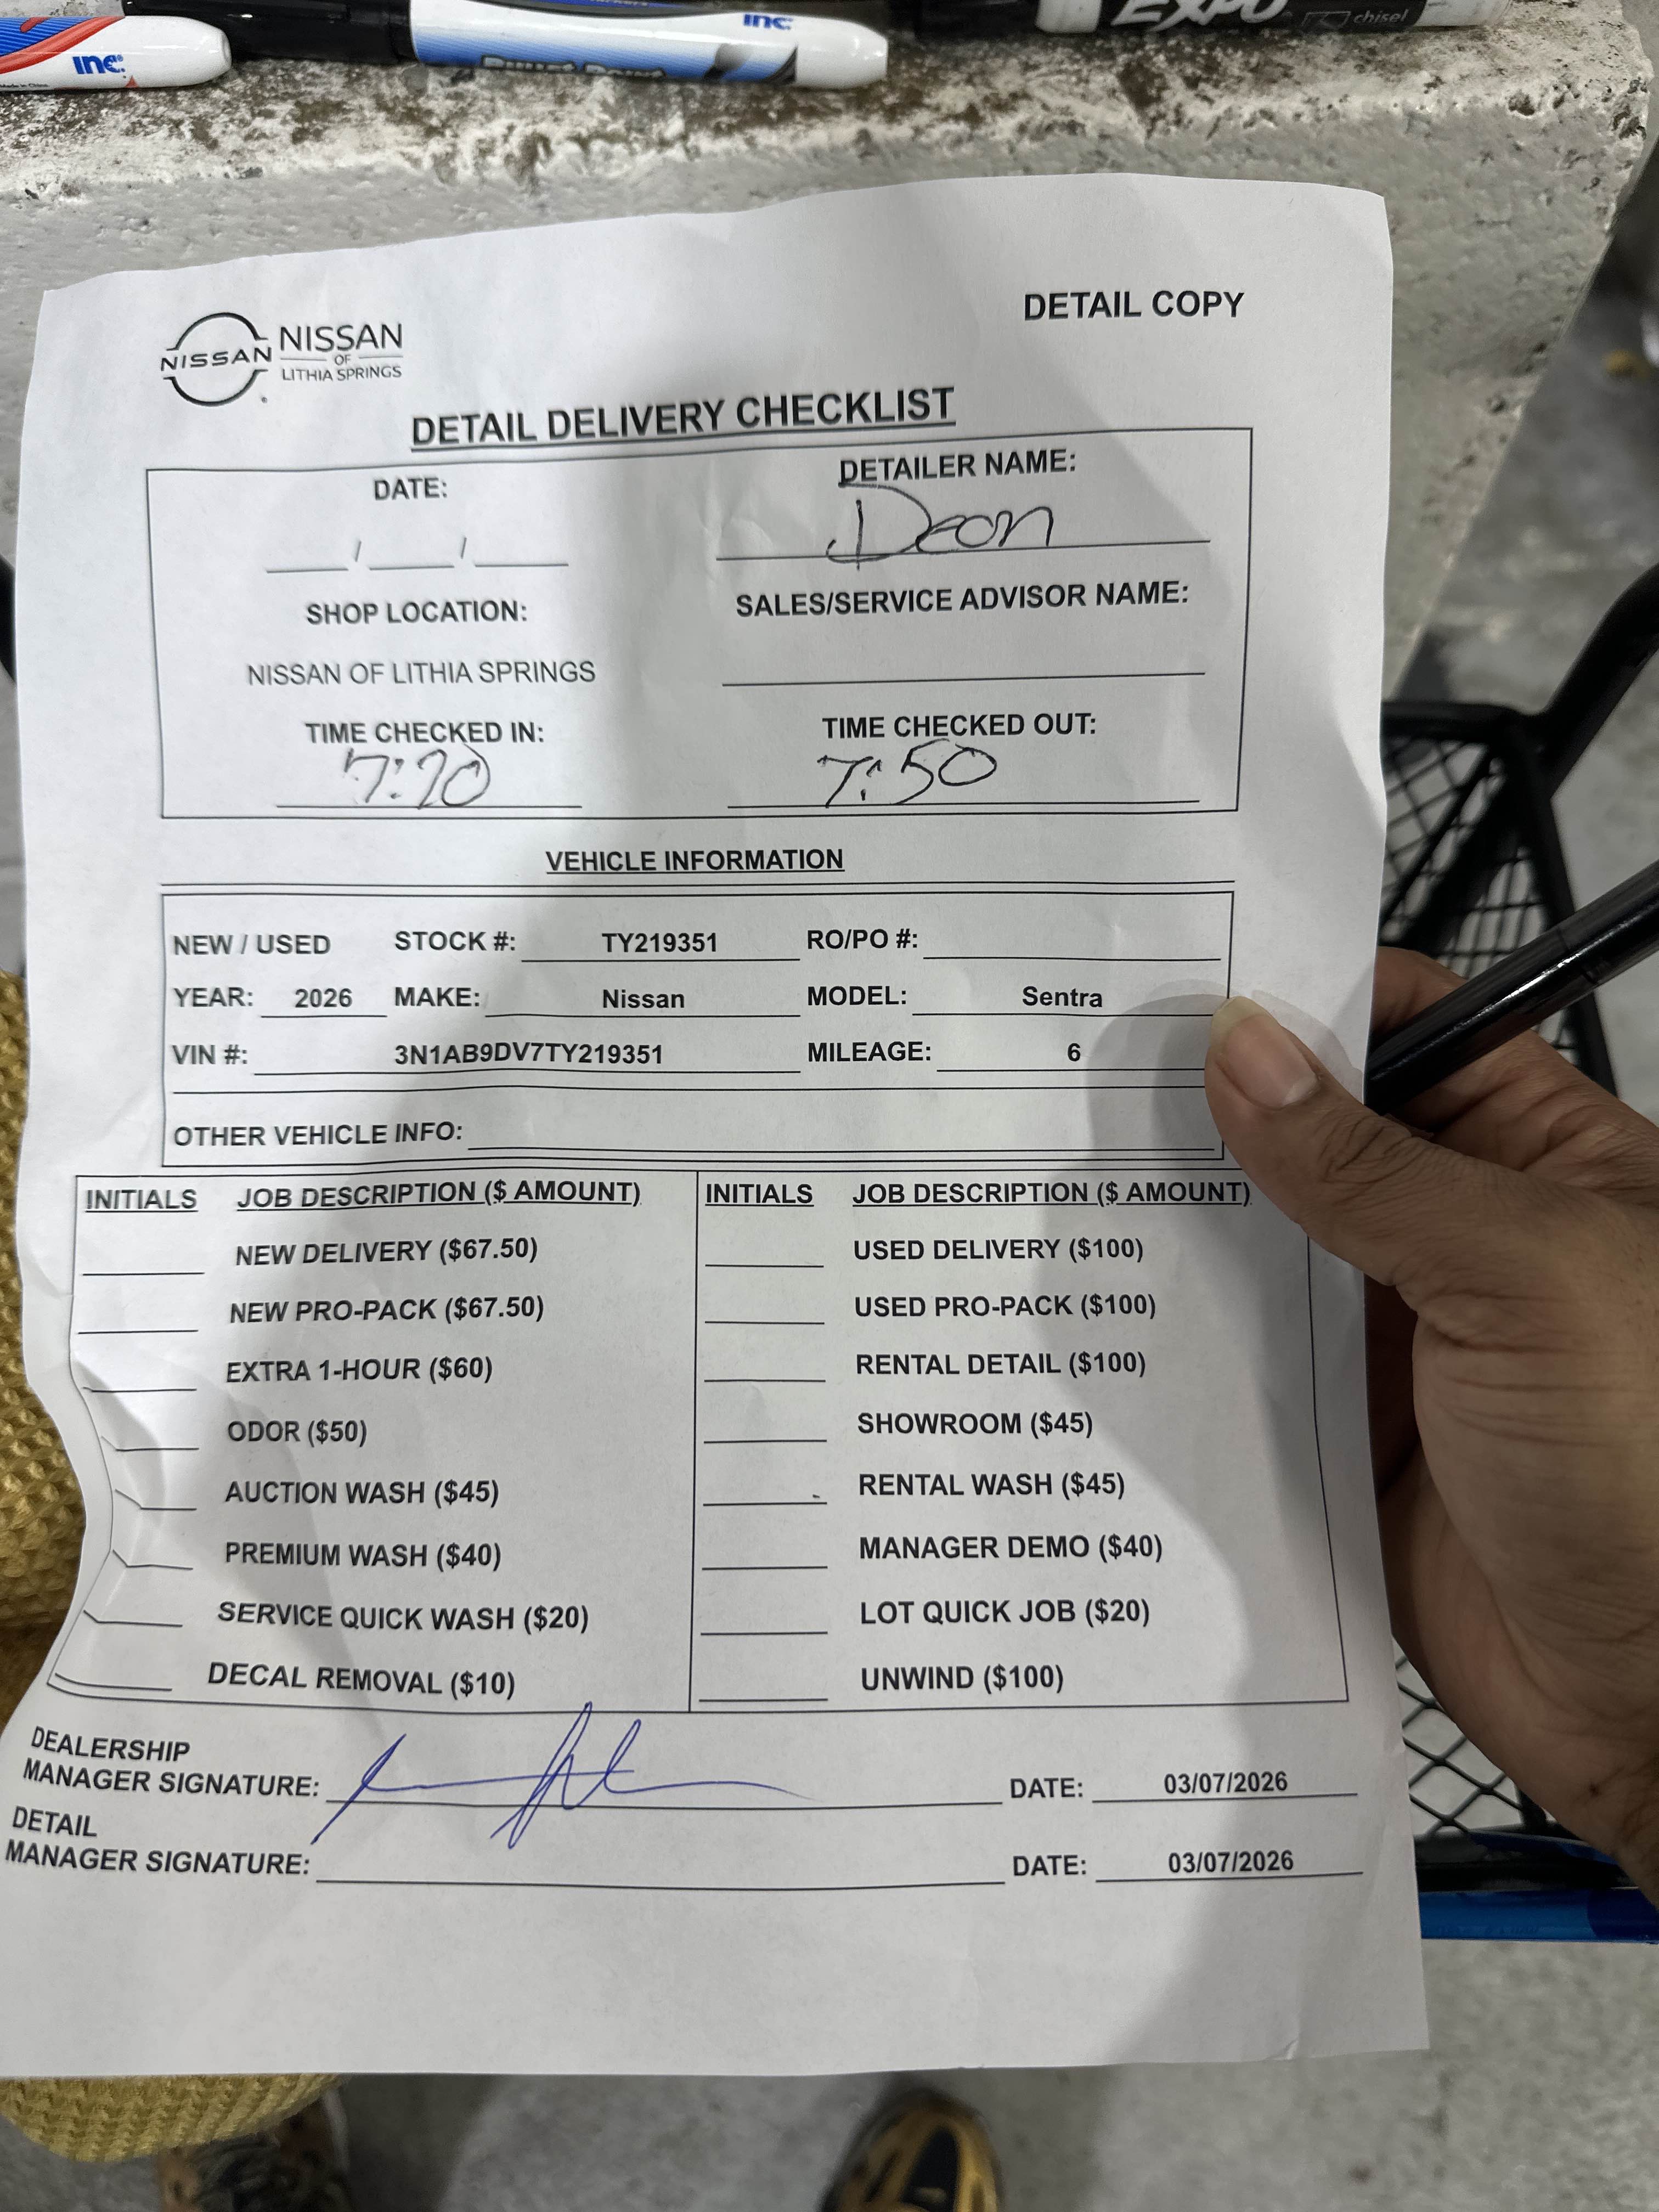 inc.
inc
Bullet Point
EXPO chisel
DETAIL COPY
NISSAN NISSAN
OF
LITHIA SPRINGS
DETAIL DELIVERY CHECKLIST
DATE: DETAILER NAME:
/ / Deon
SHOP LOCATION: SALES/SERVICE ADVISOR NAME:
NISSAN OF LITHIA SPRINGS
TIME CHECKED IN: TIME CHECKED OUT:
7:20 7:50
VEHICLE INFORMATION
NEW / USED STOCK #: TY219351 RO/PO #:
YEAR: 2026 MAKE: Nissan MODEL: Sentra
VIN #: 3N1AB9DV7TY219351 MILEAGE: 6
OTHER VEHICLE INFO:
INITIALS JOB DESCRIPTION ($ AMOUNT) INITIALS JOB DESCRIPTION ($ AMOUNT)
NEW DELIVERY ($67.50) USED DELIVERY ($100)
NEW PRO-PACK ($67.50) USED PRO-PACK ($100)
EXTRA 1-HOUR ($60) RENTAL DETAIL ($100)
ODOR ($50) SHOWROOM ($45)
AUCTION WASH ($45) RENTAL WASH ($45)
PREMIUM WASH ($40) MANAGER DEMO ($40)
SERVICE QUICK WASH ($20) LOT QUICK JOB ($20)
DECAL REMOVAL ($10) UNWIND ($100)
DEALERSHIP
MANAGER SIGNATURE: DATE: 03/07/2026
DETAIL
MANAGER SIGNATURE: DATE: 03/07/2026